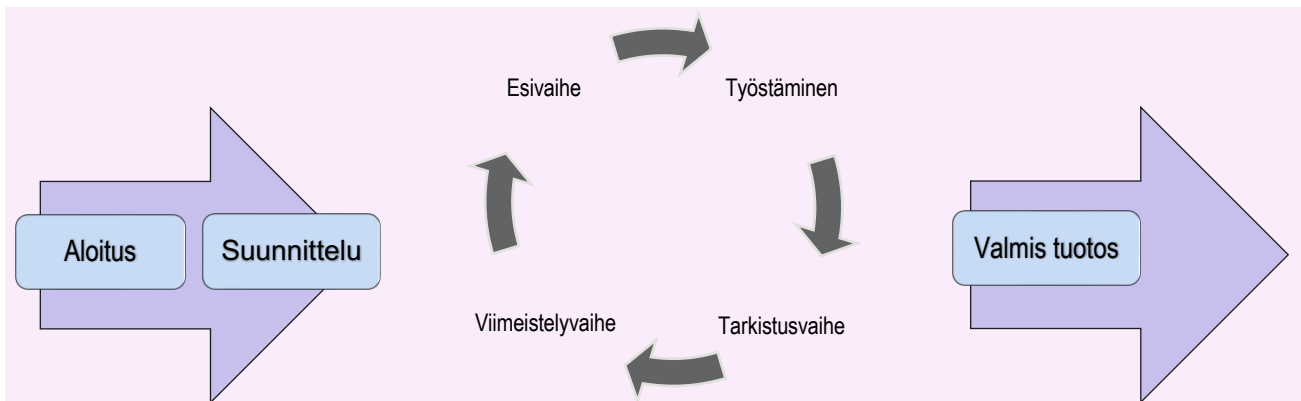 Aloitus
Suunnittelu
Esivaihe
Työstäminen
Tarkistusvaihe
Viimeistelyvaihe
Valmis tuotos